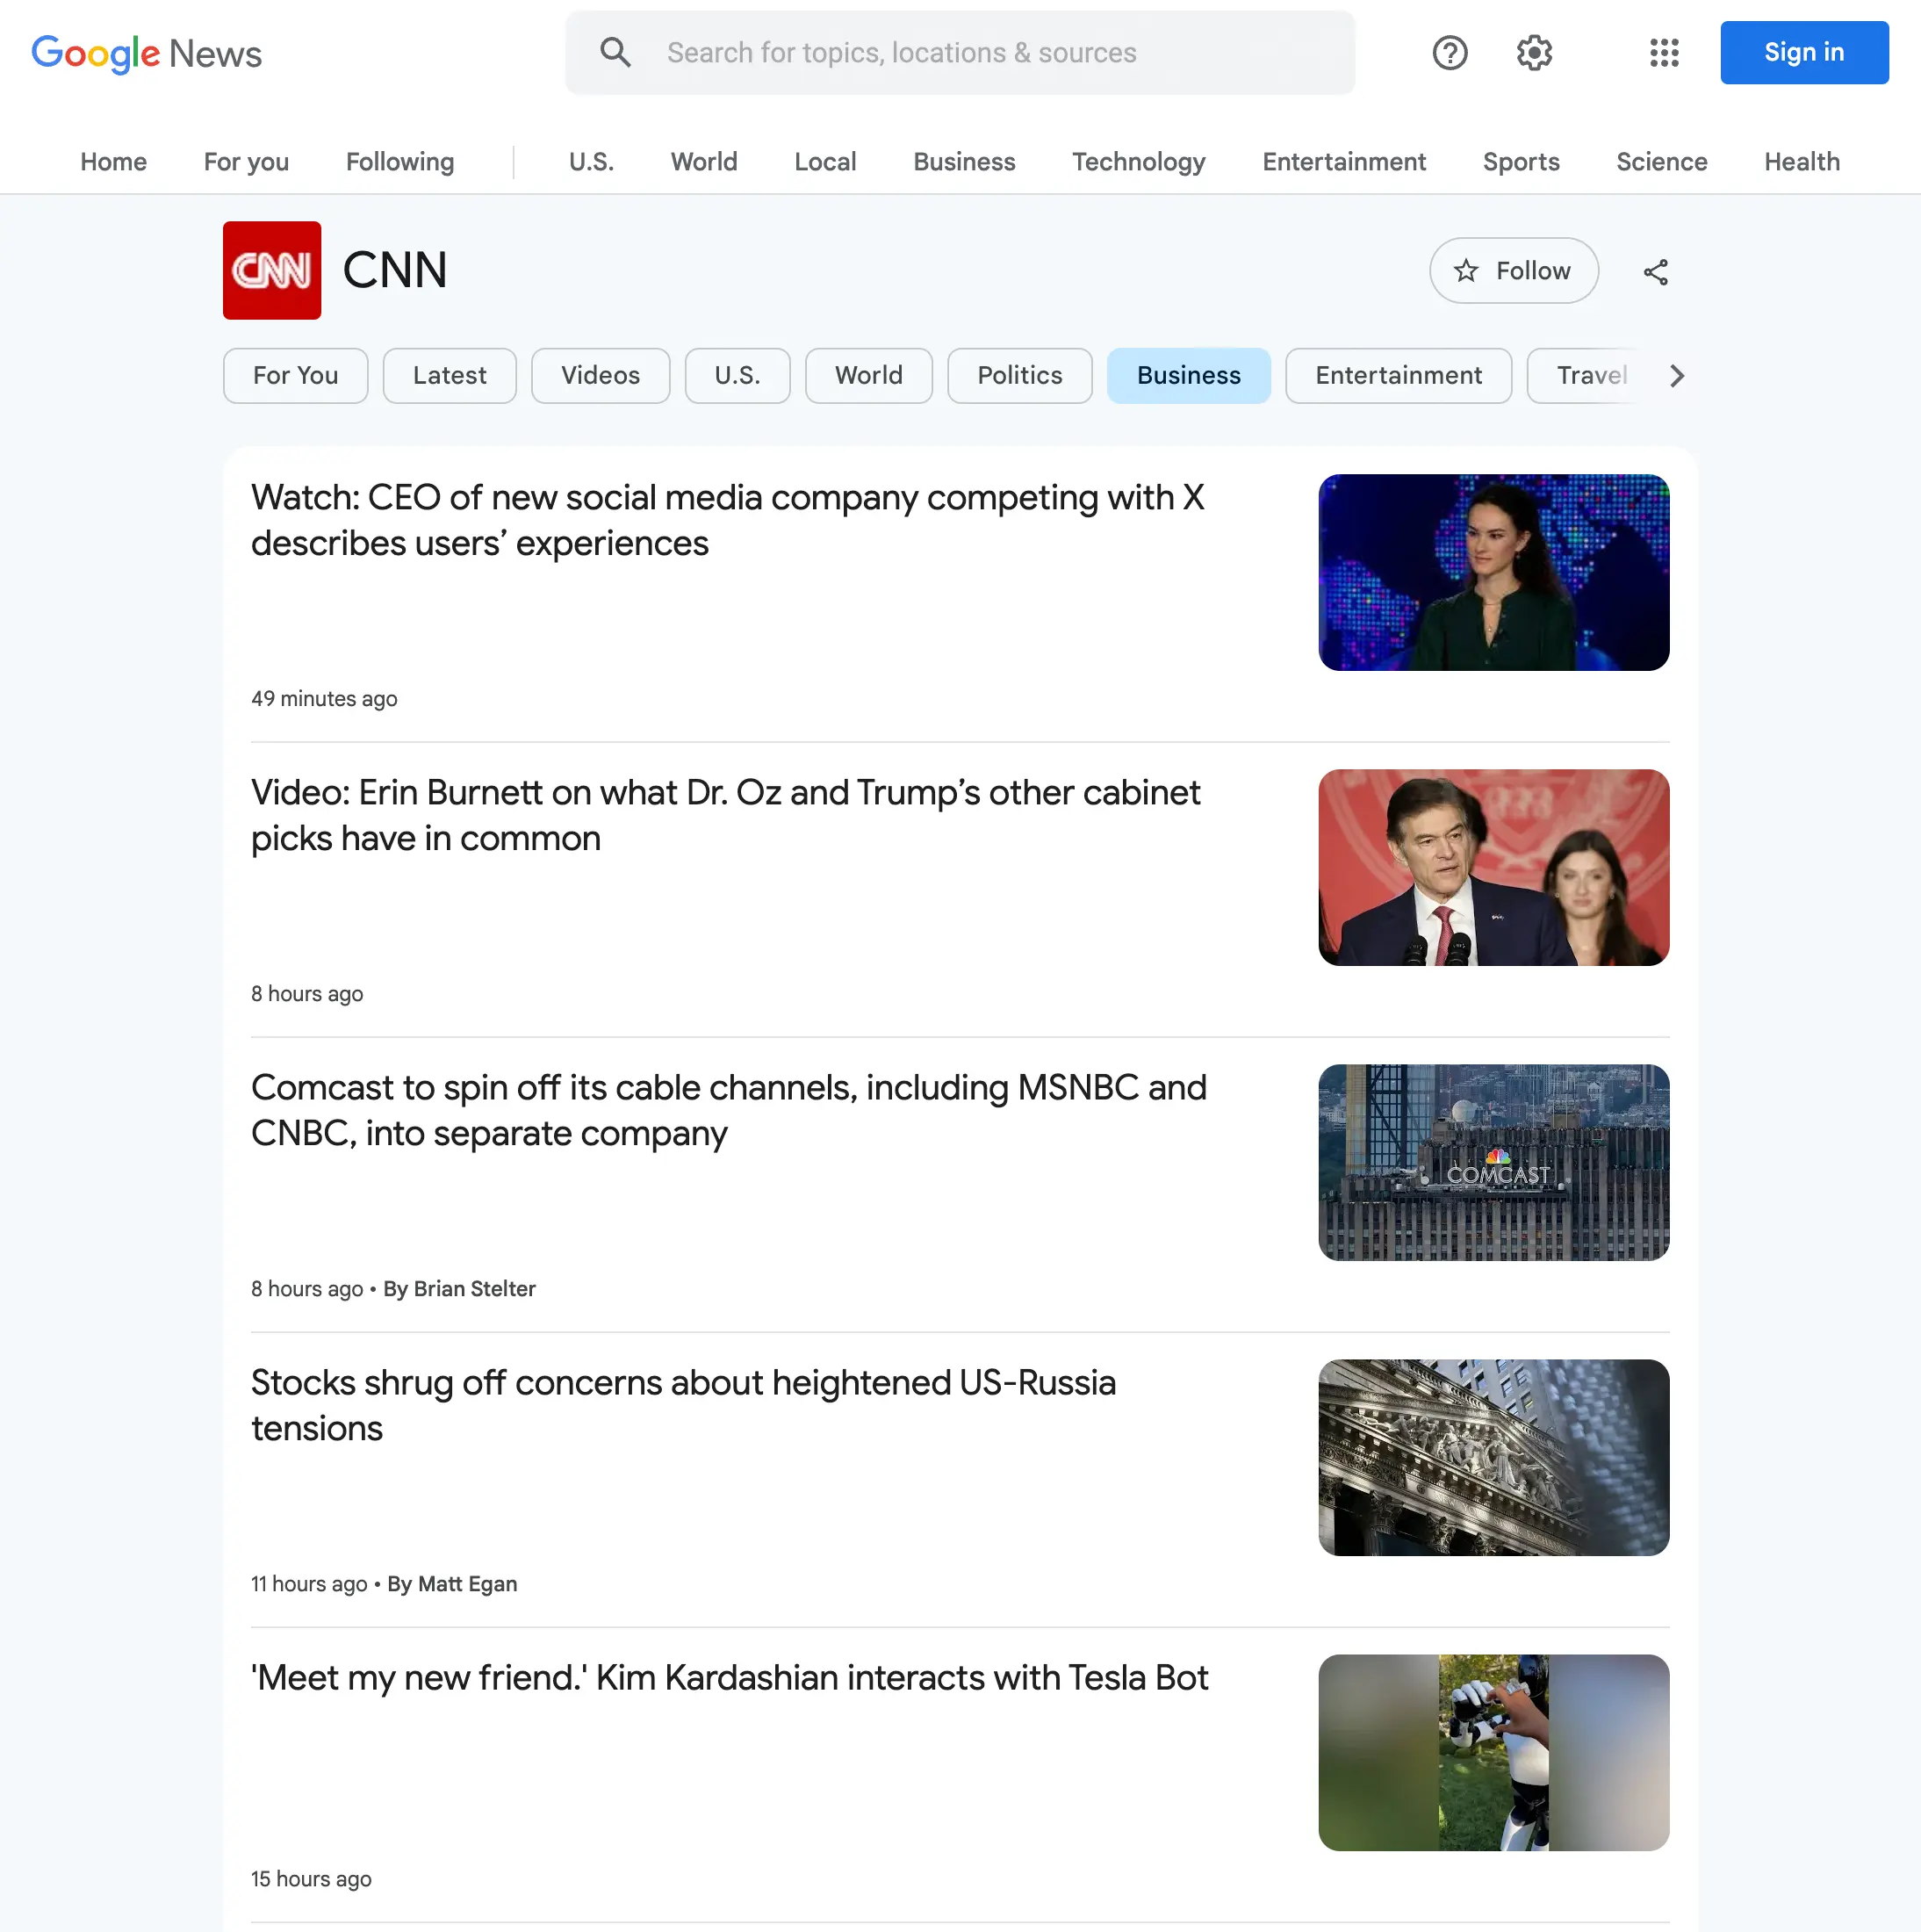 Google News
Search for topics, locations & sources
Sign in
Home
For you
Following
U.S.
World
Local
Business
Technology
Entertainment
Sports
Science
Health
CNN
CNN
Follow
For You
Latest
Videos
U.S.
World
Politics
Business
Entertainment
Travel
Watch: CEO of new social media company competing with X
describes users’ experiences
49 minutes ago
Video: Erin Burnett on what Dr. Oz and Trump’s other cabinet
picks have in common
8 hours ago
Comcast to spin off its cable channels, including MSNBC and
CNBC, into separate company
COMCAST
8 hours ago • By Brian Stelter
Stocks shrug off concerns about heightened US-Russia
tensions
11 hours ago • By Matt Egan
'Meet my new friend.' Kim Kardashian interacts with Tesla Bot
15 hours ago